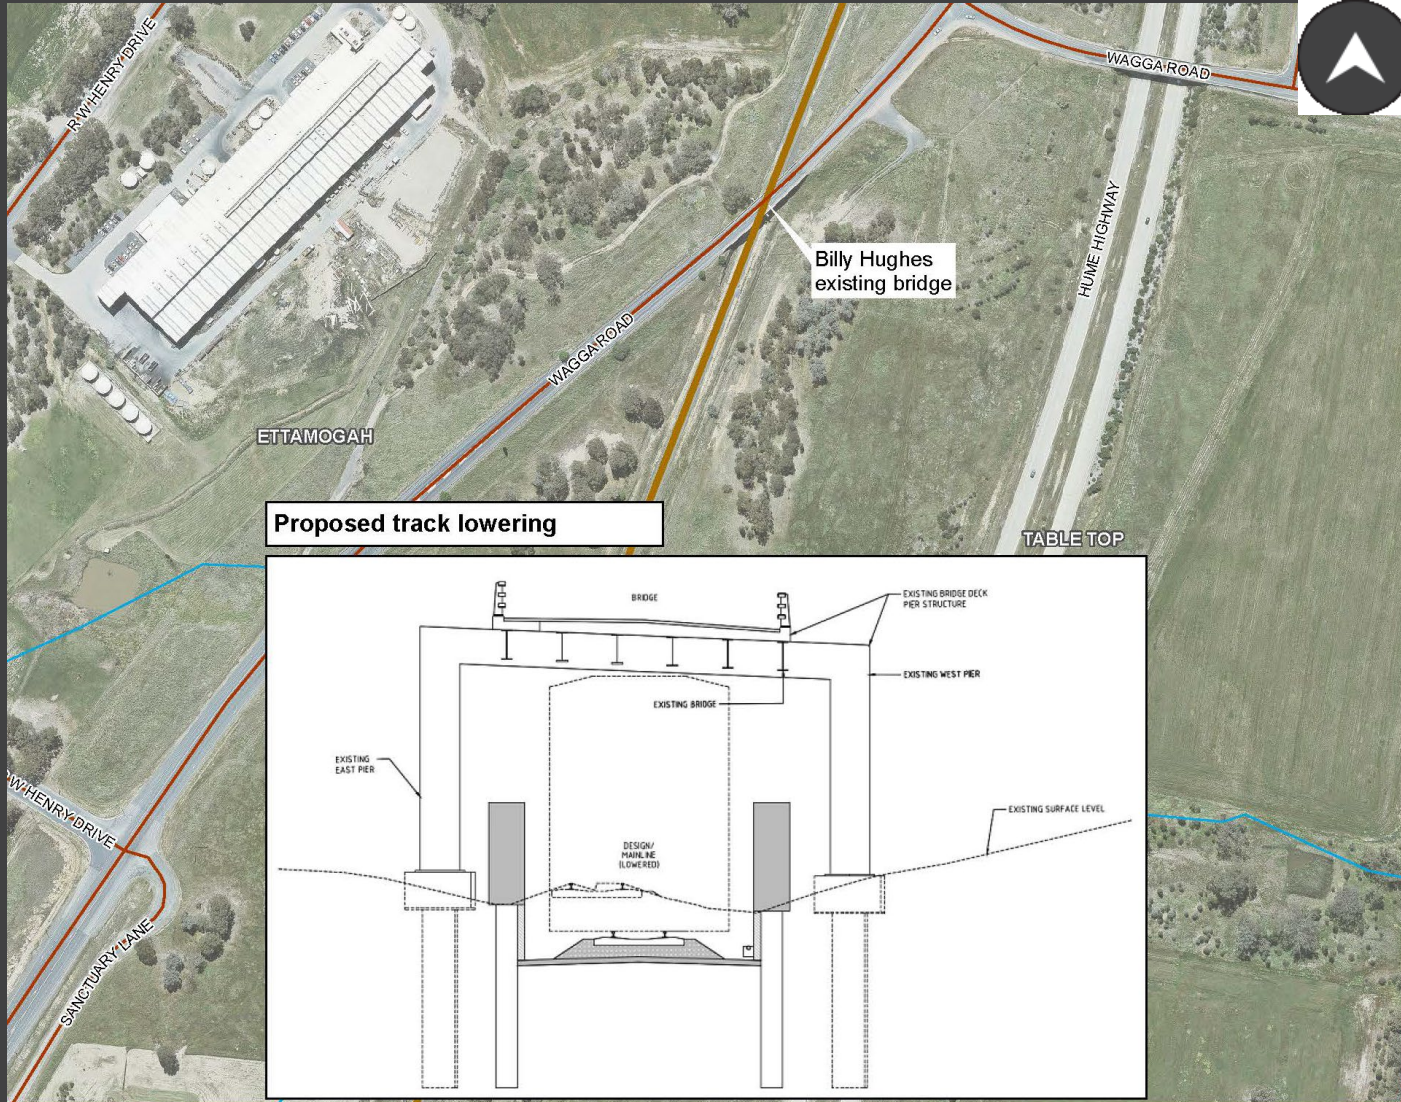 R W HENRY DRIVE
WAGGA ROAD
HUME HIGHWAY
Billy Hughes
existing bridge
WAGGA ROAD
ETTAMOGAH
Proposed track lowering
TABLE TOP
BRIDGE
EXISTING BRIDGE DECK
PIER STRUCTURE
EXISTING WEST PIER
EXISTING BRIDGE
EXISTING
EAST PIER
EXISTING SURFACE LEVEL
DESIGN/
MAINLINE
(LOWERED)
W HENRY DRIVE
SANCTUARY LANE